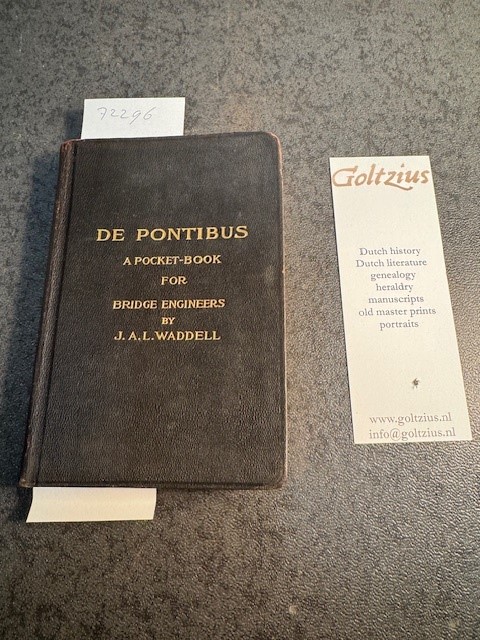 72296
DE PONTIBUS
A POCKET-BOOK
FOR
BRIDGE ENGINEERS
BY
J. A. L. WADDELL
Goltzius
Dutch history
Dutch literature
genealogy
heraldry
manuscripts
old master prints
portraits
www.goltzius.nl
info@goltzius.nl